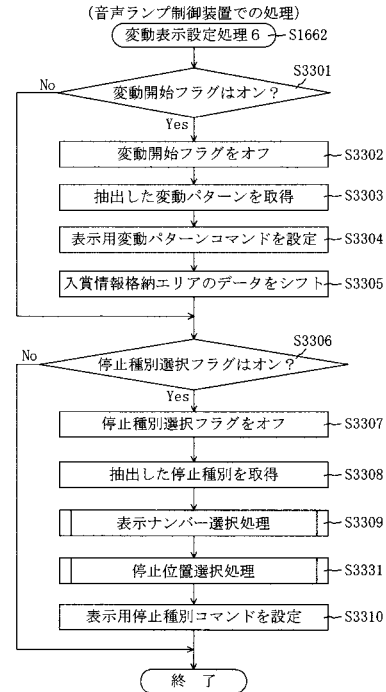 (音声ランプ制御装置での処理)
変動表示設定処理6 S1662
S3301
変動開始フラグはオン?
No
Yes
変動開始フラグをオフ S3302
抽出した変動パターンを取得 S3303
表示用変動パターンコマンドを設定 S3304
入賞情報格納エリアのデータをシフト S3305
S3306
停止種別選択フラグはオン?
No
Yes
停止種別選択フラグをオフ S3307
抽出した停止種別を取得 S3308
表示ナンバー選択処理 S3309
停止位置選択処理 S3331
表示用停止種別コマンドを設定 S3310
終 了